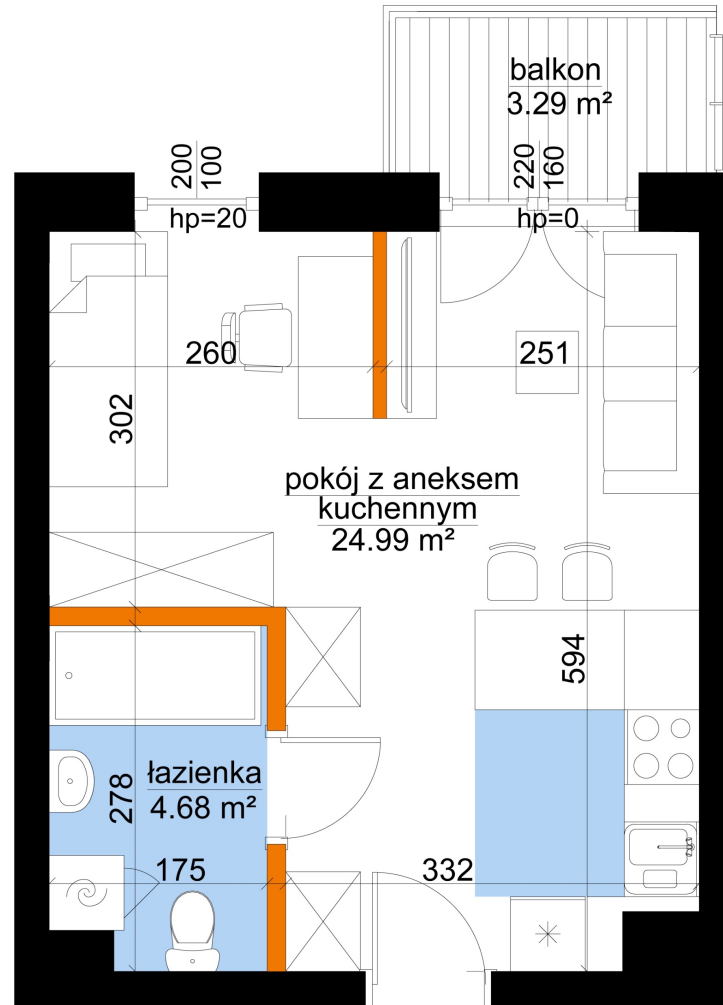 balkon
3.29 m²
200
100
hp=20
220
160
hp=0
260
251
302
pokój z aneksem
kuchennym
24.99 m²
594
278
łazienka
4.68 m²
175
332